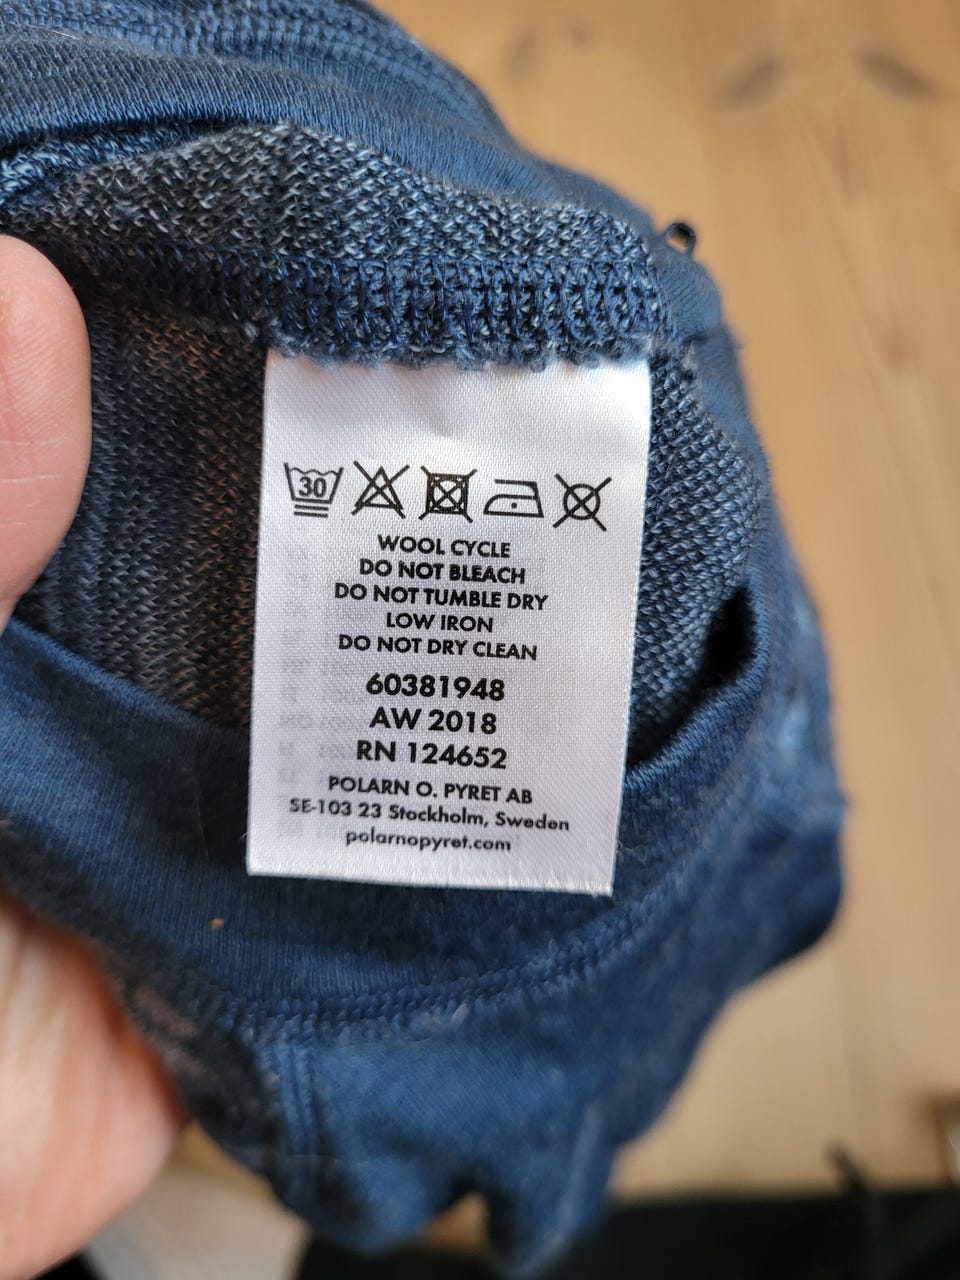 30
WOOL CYCLE
DO NOT BLEACH
DO NOT TUMBLE DRY
LOW IRON
DO NOT DRY CLEAN
60381948
AW 2018
RN 124652
POLARN O. PYRET AB
SE-103 23 Stockholm, Sweden
polarnopyret.com